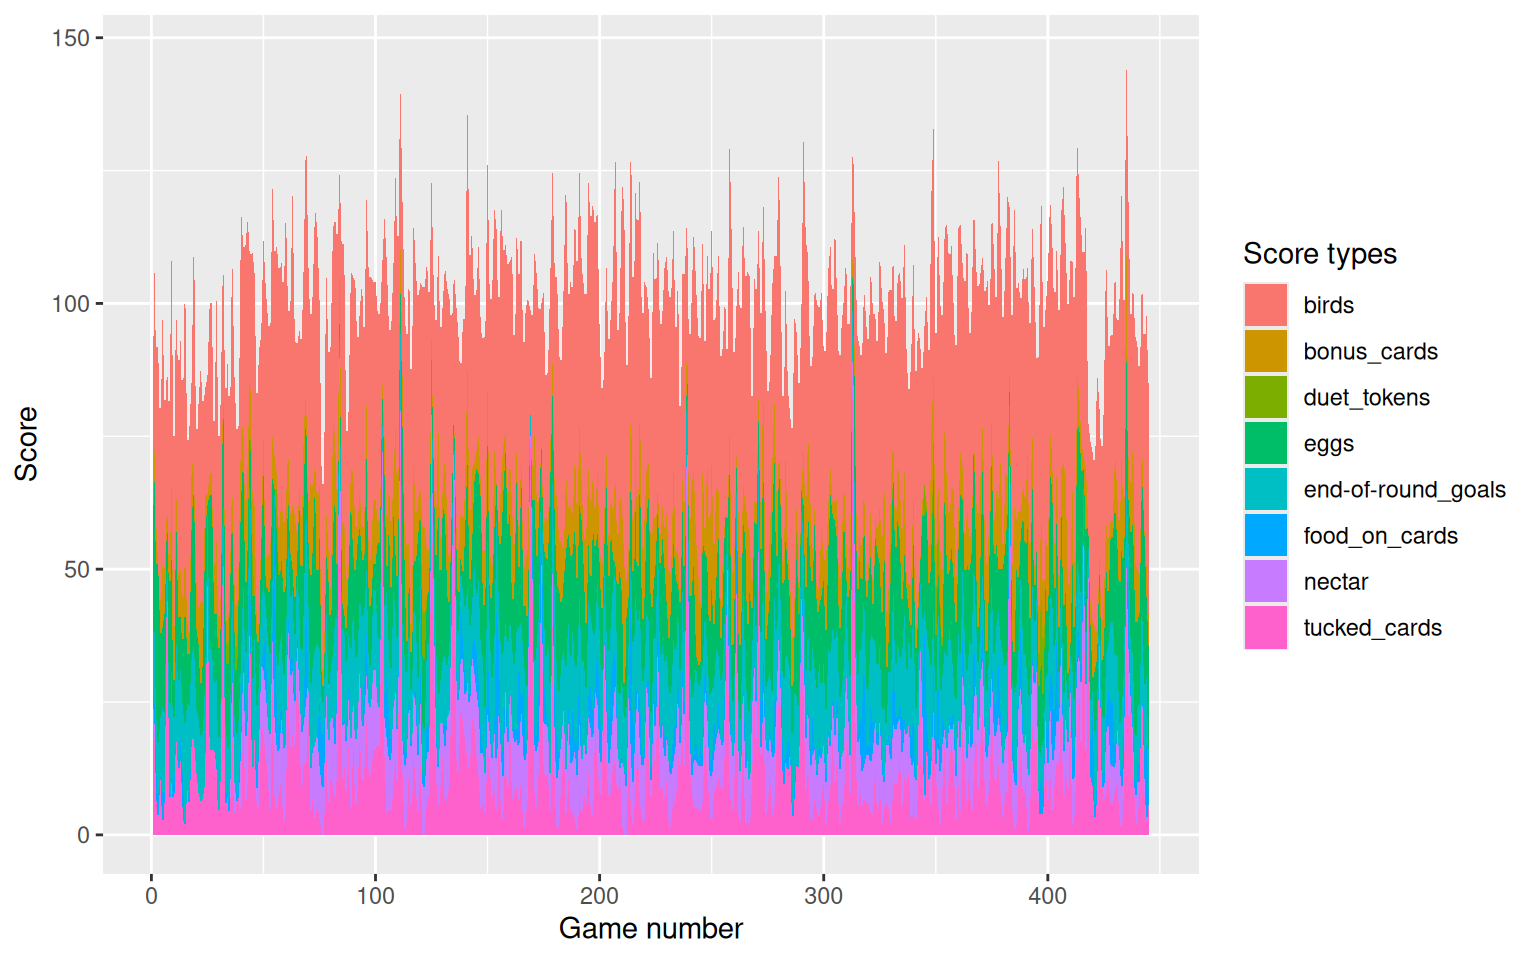 150
100
50
0
Score
0 100 200 300 400
Game number
Score types
birds
bonus_cards
duet_tokens
eggs
end-of-round_goals
food_on_cards
nectar
tucked_cards